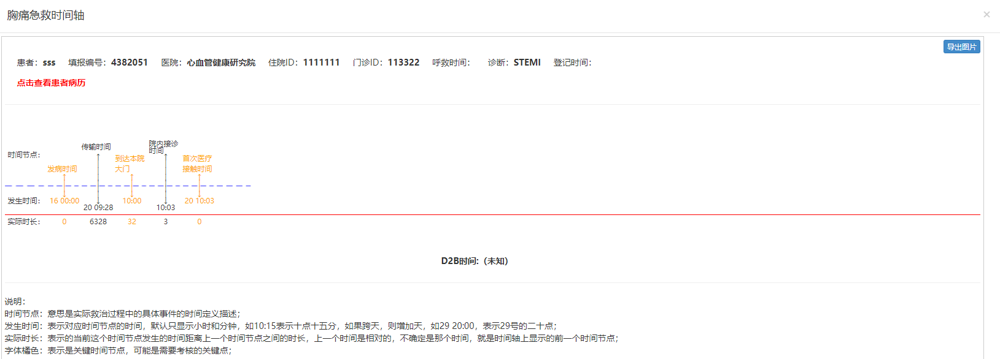 胸痛急救时间轴
×
导出图片
患者：sss 填报编号：4382051 医院：心血管健康研究院 住院ID：1111111 门诊ID：113322 呼救时间： 诊断：STEMI 登记时间：
点击查看患者病历
时间节点：
发病时间
传输时间
到达本院
大门
院内接诊
时间
首次医疗
接触时间
发生时间： 16 00:00 20 09:28 10:00 10:03 20 10:03
实际时长： 0 6328 32 3 0
D2B时间:（未知）
说明：
时间节点：意思是实际救治过程中的具体事件的时间定义描述；
发生时间：表示对应时间节点的时间，默认只显示小时和分钟，如10:15表示十点十五分，如果跨天，则增加天，如29 20:00，表示29号的二十点；
实际时长：表示的当前这个时间节点发生的时间距离上一个时间节点之间的时长，上一个时间是相对的，不确定是那个时间，就是时间轴上显示的前一个时间节点；
字体橘色：表示是关键时间节点，可能是需要考核的关键点；